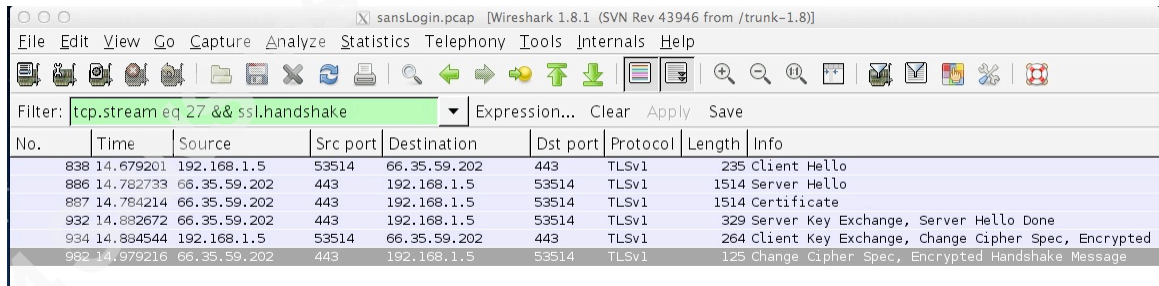 sansLogin.pcap [Wireshark 1.8.1 (SVN Rev 43946 from /trunk-1.8)]
File Edit View Go Capture Analyze Statistics Telephony Tools Internals Help
Filter: tcp.stream eq 27 && ssl.handshake Expression... Clear Apply Save
No. Time Source Src port Destination Dst port Protocol Length Info
838 14.679201 192.168.1.5 53514 66.35.59.202 443 TLSv1 235 Client Hello
886 14.782733 66.35.59.202 443 192.168.1.5 53514 TLSv1 1514 Server Hello
887 14.784214 66.35.59.202 443 192.168.1.5 53514 TLSv1 1514 Certificate
932 14.882672 66.35.59.202 443 192.168.1.5 53514 TLSv1 329 Server Key Exchange, Server Hello Done
934 14.884544 192.168.1.5 53514 66.35.59.202 443 TLSv1 264 Client Key Exchange, Change Cipher Spec, Encrypted
982 14.979216 66.35.59.202 443 192.168.1.5 53514 TLSv1 125 Change Cipher Spec, Encrypted Handshake Message